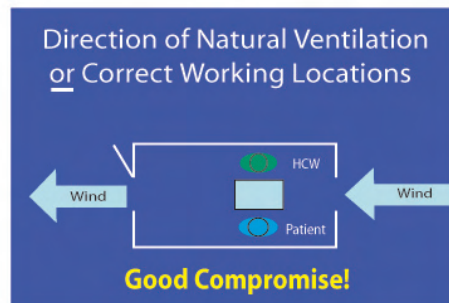 Direction of Natural Ventilation
or Correct Working Locations
HCW
Wind
Wind
Patient
Good Compromise!